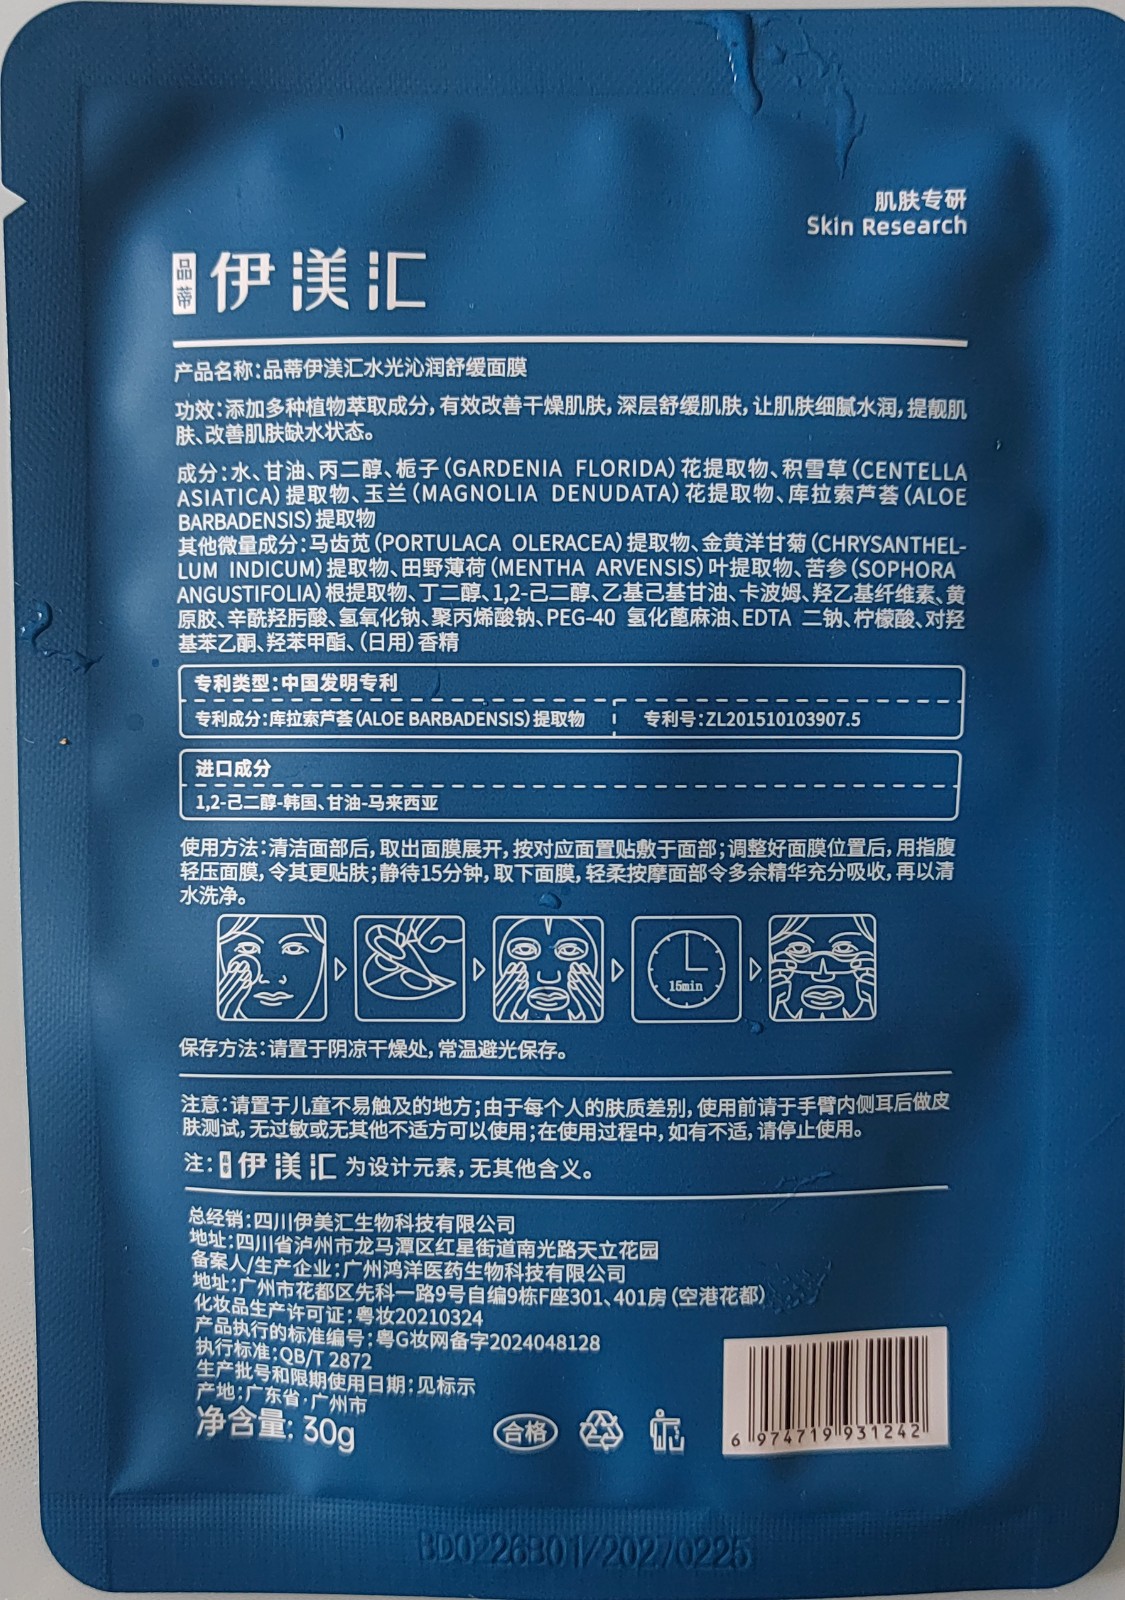 肌肤专研
Skin Research
品蒂 伊渼汇
产品名称:品蒂伊渼汇水光沁润舒缓面膜
功效:添加多种植物萃取成分,有效改善干燥肌肤,深层舒缓肌肤,让肌肤细腻水润,提靓肌
肤、改善肌肤缺水状态。
成分:水、甘油、丙二醇、栀子(GARDENIA FLORIDA)花提取物、积雪草(CENTELLA
ASIATICA)提取物、玉兰(MAGNOLIA DENUDATA)花提取物、库拉索芦荟(ALOE
BARBADENSIS)提取物
其他微量成分:马齿苋(PORTULACA OLERACEA)提取物、金黄洋甘菊(CHRYSANTHEL-
LUM INDICUM)提取物、田野薄荷(MENTHA ARVENSIS)叶提取物、苦参(SOPHORA
ANGUSTIFOLIA)根提取物、丁二醇、1,2-己二醇、乙基己基甘油、卡波姆、羟乙基纤维素、黄
原胶、辛酰羟肟酸、氢氧化钠、聚丙烯酸钠、PEG-40 氢化蓖麻油、EDTA 二钠、柠檬酸、对羟
基苯乙酮、羟苯甲酯、(日用)香精
专利类型:中国发明专利
专利成分:库拉索芦荟(ALOE BARBADENSIS)提取物 专利号:ZL201510103907.5
进口成分
1,2-己二醇-韩国、甘油-马来西亚
使用方法:清洁面部后,取出面膜展开,按对应面置贴敷于面部;调整好面膜位置后,用指腹
轻压面膜,令其更贴肤;静待15分钟,取下面膜,轻柔按摩面部令多余精华充分吸收,再以清
水洗净。
15min
保存方法:请置于阴凉干燥处,常温避光保存。
注意:请置于儿童不易触及的地方;由于每个人的肤质差别,使用前请于手臂内侧耳后做皮
肤测试,无过敏或无其他不适方可以使用;在使用过程中,如有不适,请停止使用。
注:品蒂 伊渼汇 为设计元素,无其他含义。
总经销:四川伊美汇生物科技有限公司
地址:四川省泸州市龙马潭区红星街道南光路天立花园
备案人/生产企业:广州鸿洋医药生物科技有限公司
地址:广州市花都区先科一路9号自编9栋F座301、401房(空港花都)
化妆品生产许可证:粤妆20210324
产品执行的标准编号:粤G妆网备字2024048128
执行标准:QB/T 2872
生产批号和限期使用日期:见标示
产地:广东省·广州市
净含量:30g
合格
6 974719 931242
BD0226B01/20270225